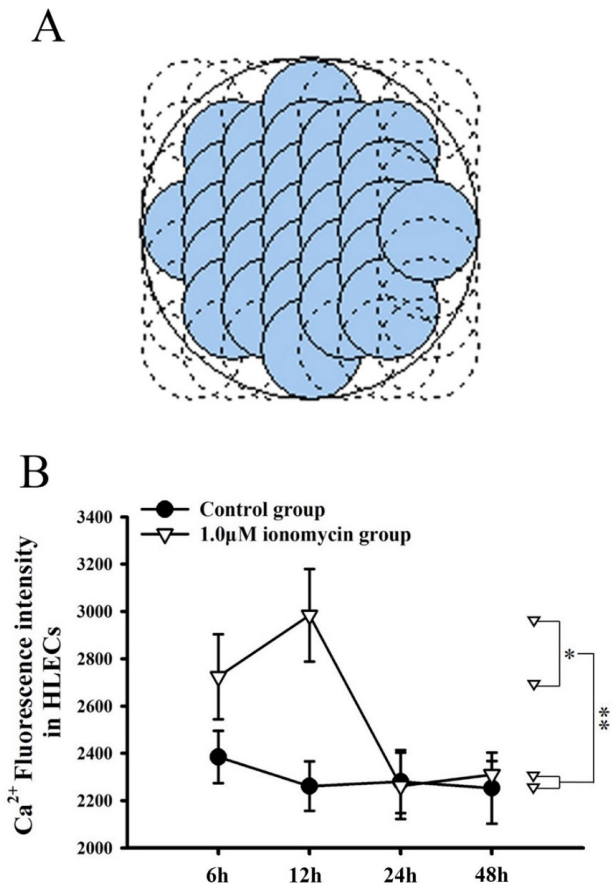 A
B
Control group
1.0μM ionomycin group
3400
3200
3000
2800
2600
2400
2200
2000
Ca²⁺ Fluorescence intensity
in HLECs
6h 12h 24h 48h
*
**